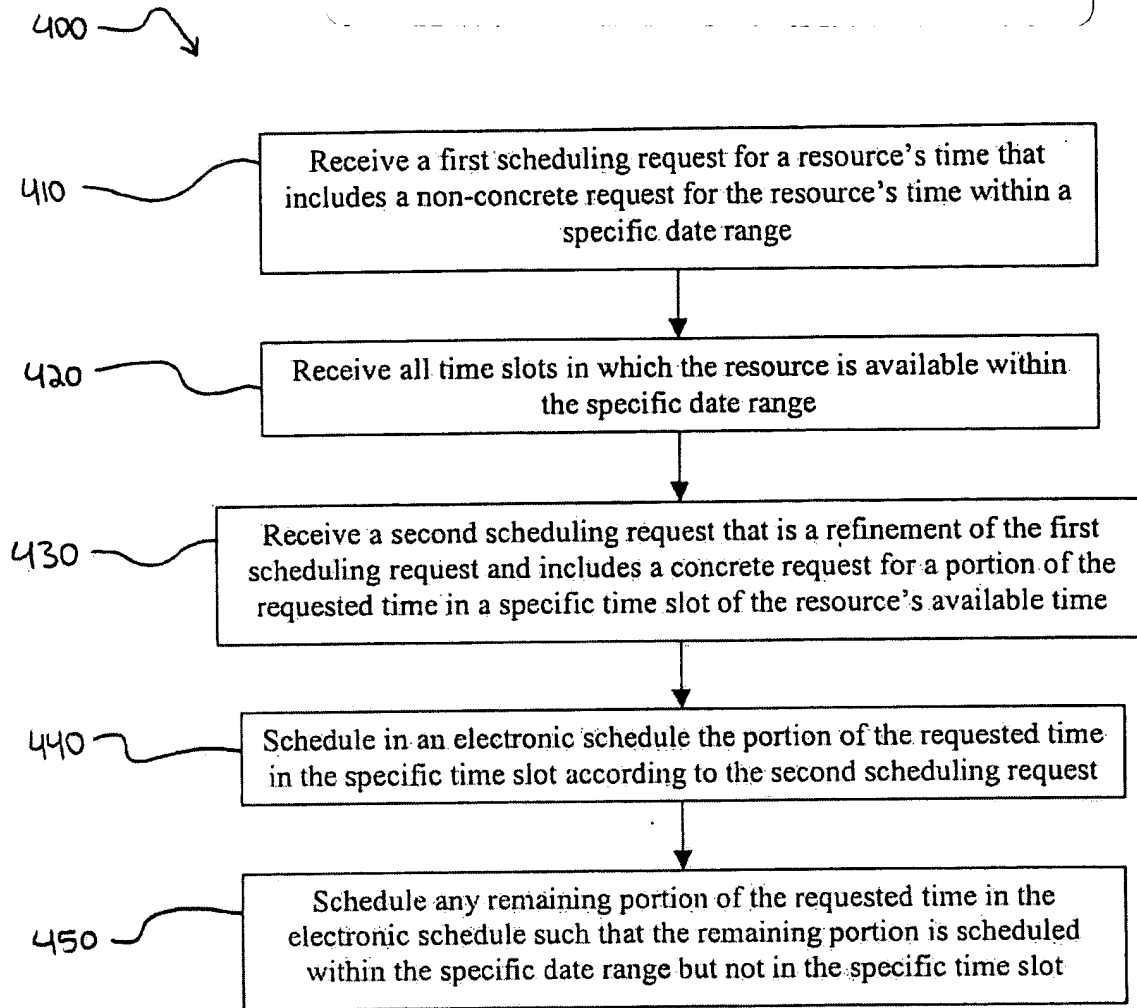 400
410
Receive a first scheduling request for a resource's time that
includes a non-concrete request for the resource's time within a
specific date range
420
Receive all time slots in which the resource is available within
the specific date range
430
Receive a second scheduling request that is a refinement of the first
scheduling request and includes a concrete request for a portion of the
requested time in a specific time slot of the resource's available time
440
Schedule in an electronic schedule the portion of the requested time
in the specific time slot according to the second scheduling request
450
Schedule any remaining portion of the requested time in the
electronic schedule such that the remaining portion is scheduled
within the specific date range but not in the specific time slot